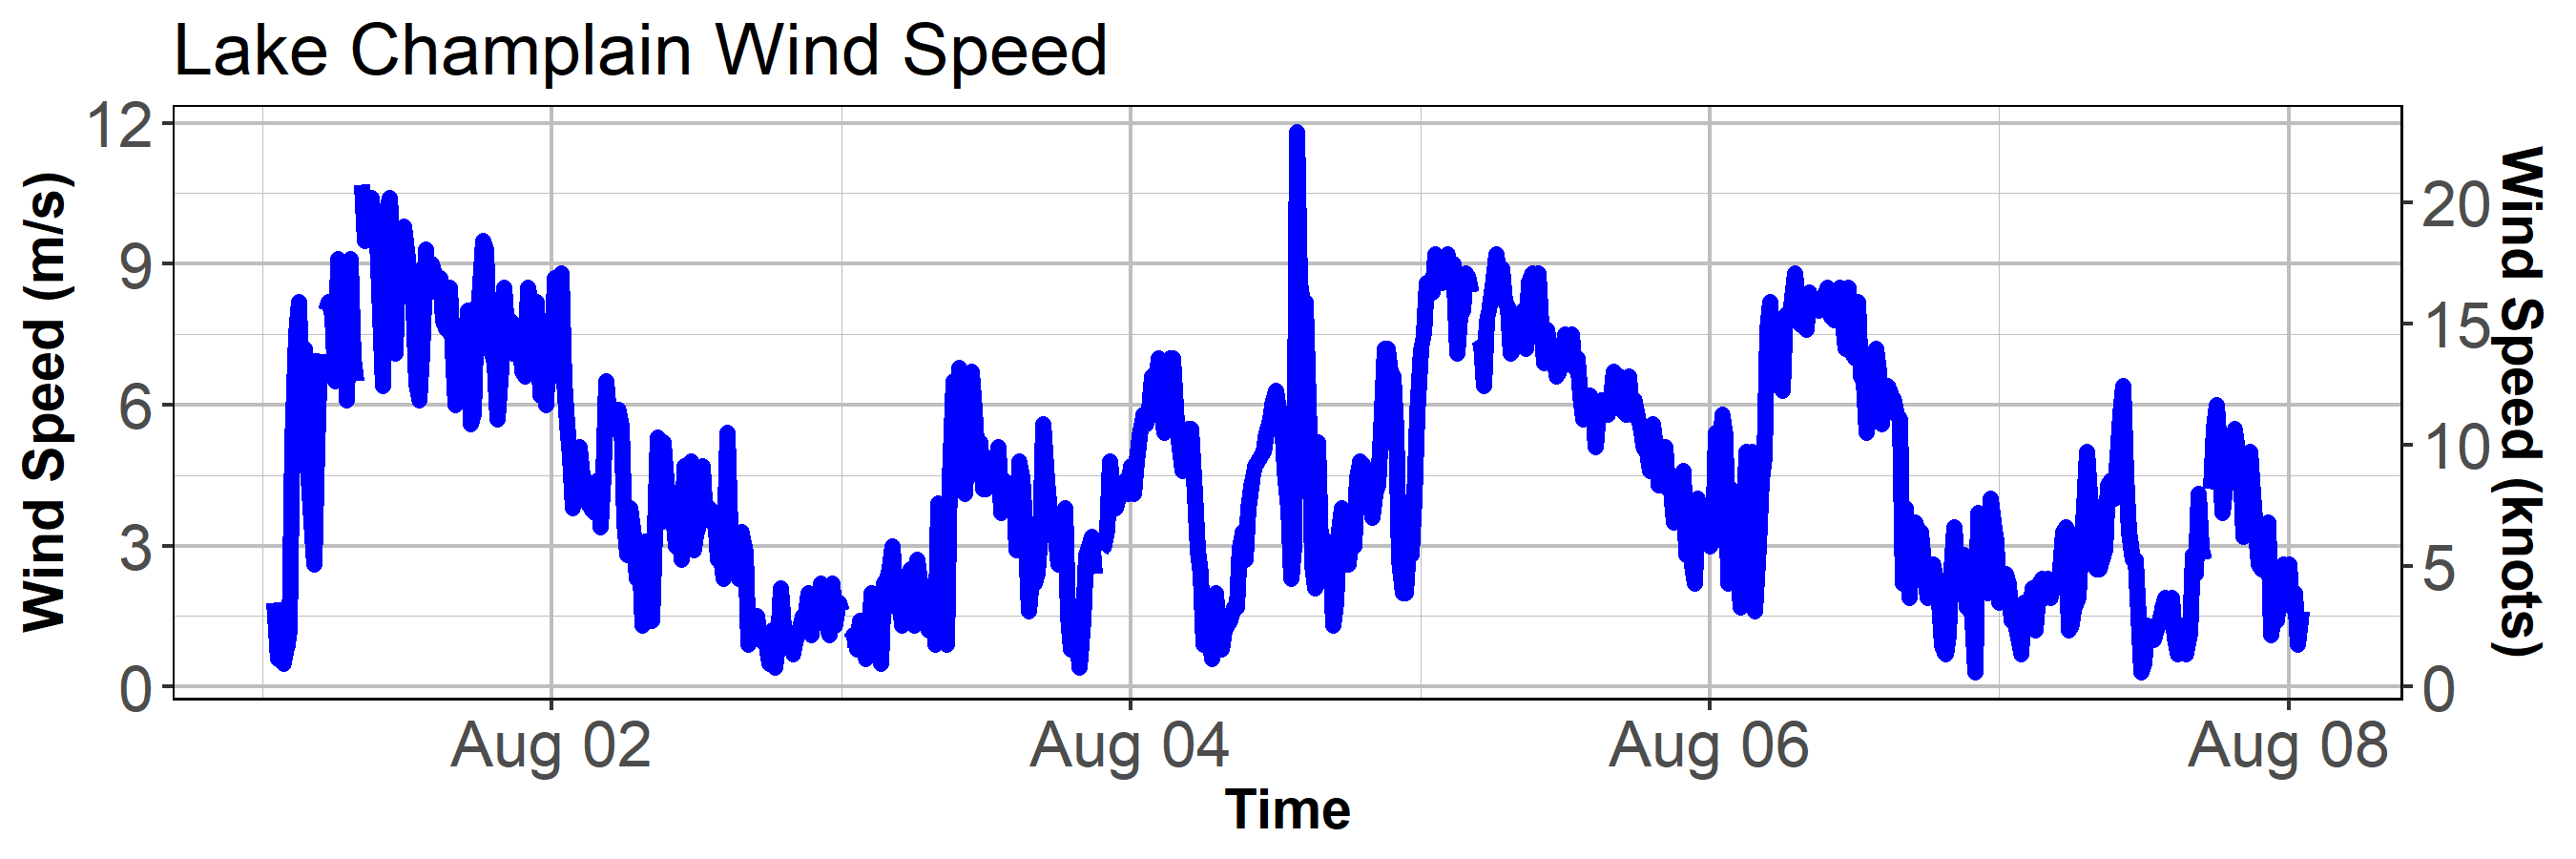 Lake Champlain Wind Speed
Wind Speed (m/s)
12
9
6
3
0
20
15
10
5
0
Wind Speed (knots)
Aug 02 Aug 04 Aug 06 Aug 08
Time